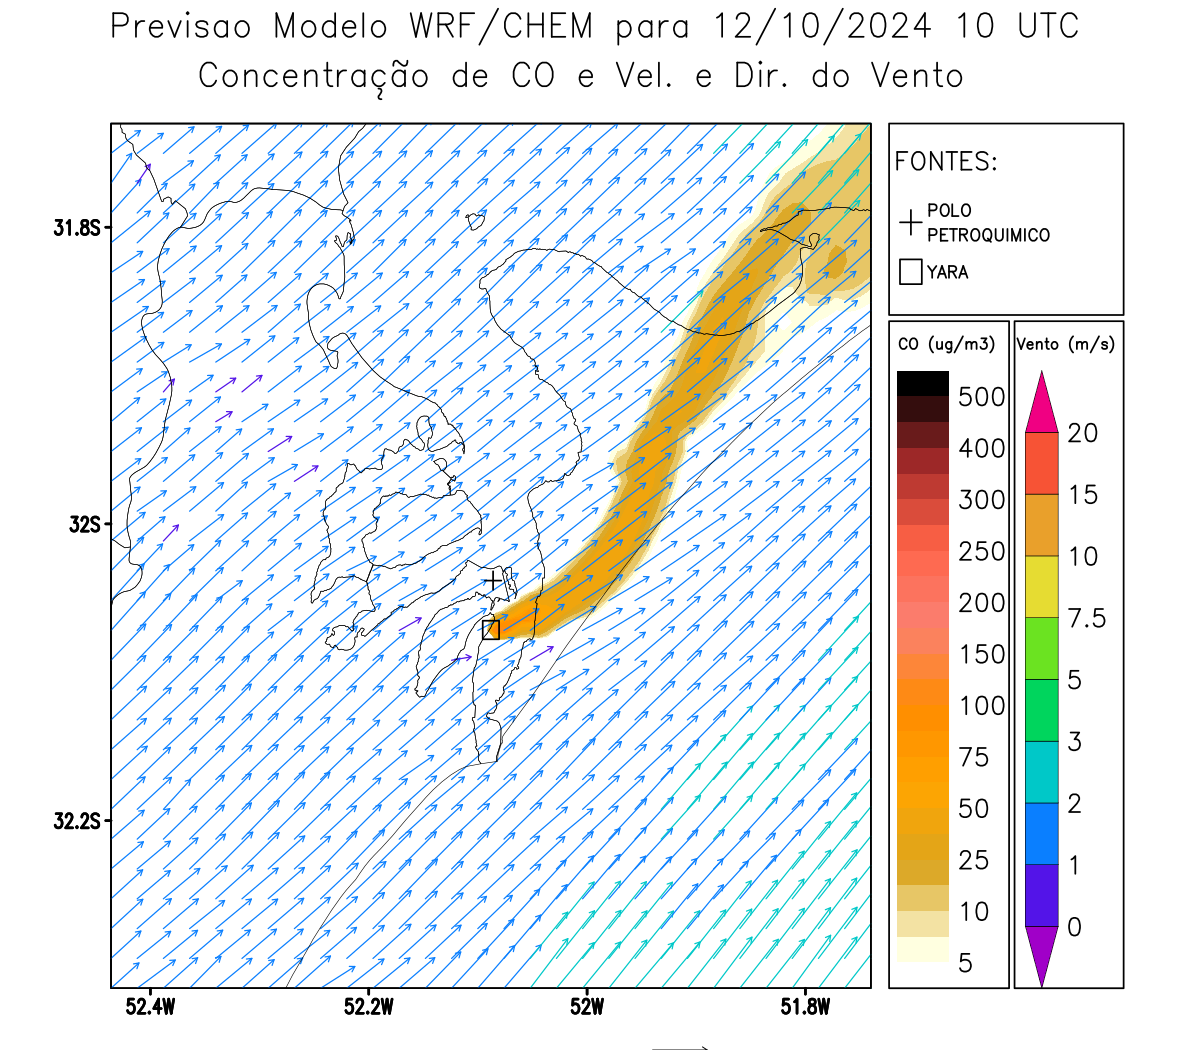 Previsao Modelo WRF/CHEM para 12/10/2024 10 UTC
Concentração de CO e Vel. e Dir. do Vento
FONTES:
POLO
PETROQUIMICO
YARA
CO (ug/m3)
500
400
300
250
200
150
100
75
50
25
10
5
Vento (m/s)
20
15
10
7.5
5
3
2
1
0
31.8S
32S
32.2S
52.4W
52.2W
52W
51.8W